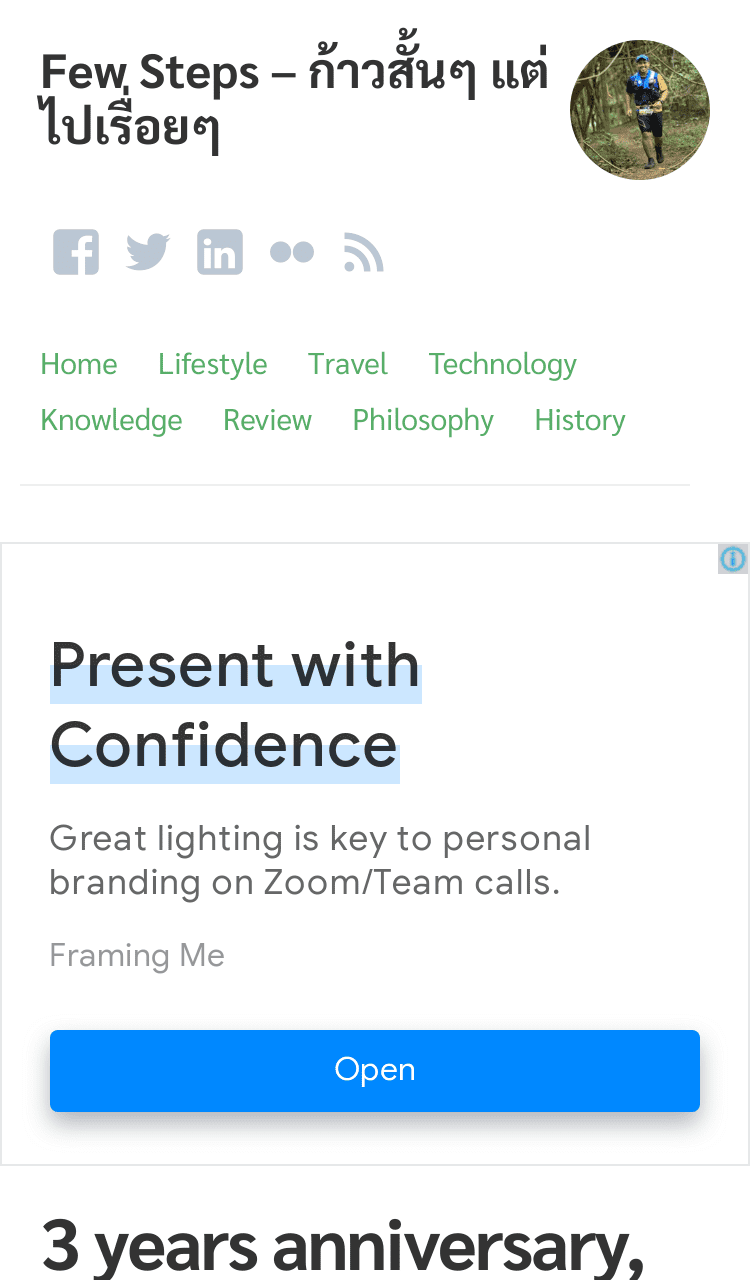 Few Steps – ก้าวสั้นๆ แต่
ไปเรื่อยๆ
Home Lifestyle Travel Technology
Knowledge Review Philosophy History
Present with
Confidence
Great lighting is key to personal
branding on Zoom/Team calls.
Framing Me
Open
3 years anniversary,